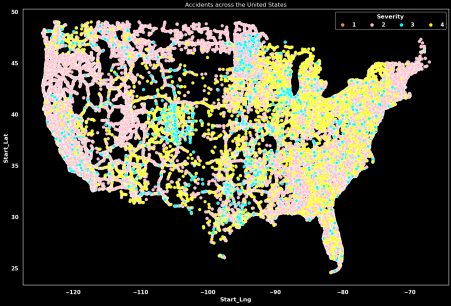 Accidents across the United States
Severity
1 2 3 4
50
45
40
35
30
25
Start_Lat
−120 −110 −100 −90 −80 −70
Start_Lng